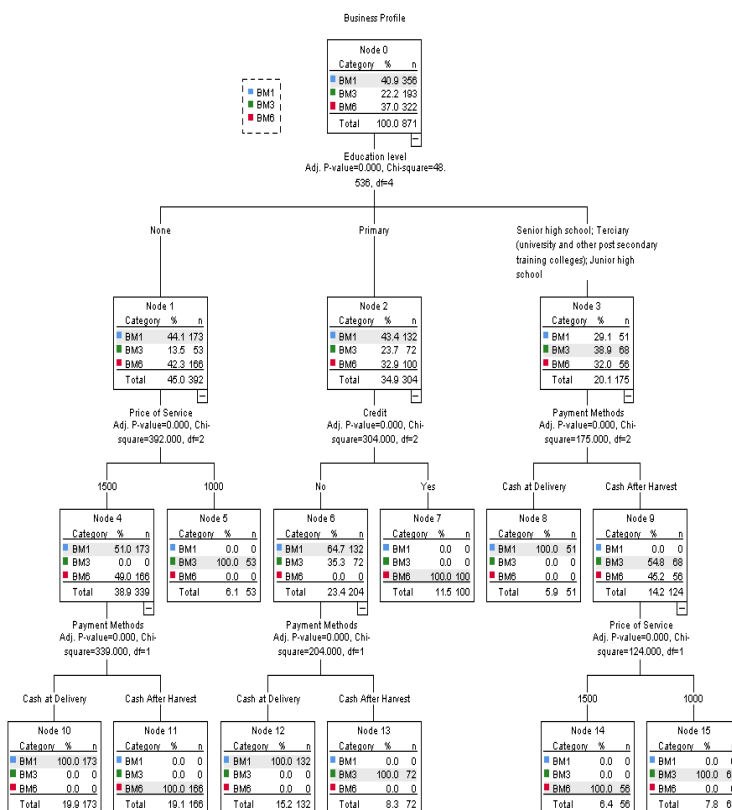 Business Profile
Node 0
Category % n
BM1 40.9 356
BM3 22.2 193
BM6 37.0 322
Total 100.0 871
BM1
BM3
BM6
Education level
Adj. P-value=0.000, Chi-square=48.
536, df=4
None
Primary
Senior high school; Terciary
(university and other post secondary
training colleges); Junior high
school
Node 1
Category % n
BM1 44.1 173
BM3 13.5 53
BM6 42.3 166
Total 45.0 392
Node 2
Category % n
BM1 43.4 132
BM3 23.7 72
BM6 32.9 100
Total 34.9 304
Node 3
Category % n
BM1 29.1 51
BM3 38.9 68
BM6 32.0 56
Total 20.1 175
Price of Service
Adj. P-value=0.000, Chi-
square=392.000, df=2
Credit
Adj. P-value=0.000, Chi-
square=304.000, df=2
Payment Methods
Adj. P-value=0.000, Chi-
square=175.000, df=2
1500
1000
No
Yes
Cash at Delivery
Cash After Harvest
Node 4
Category % n
BM1 51.0 173
BM3 0.0 0
BM6 49.0 166
Total 38.9 339
Node 5
Category % n
BM1 0.0 0
BM3 100.0 53
BM6 0.0 0
Total 6.1 53
Node 6
Category % n
BM1 64.7 132
BM3 35.3 72
BM6 0.0 0
Total 23.4 204
Node 7
Category % n
BM1 0.0 0
BM3 0.0 0
BM6 100.0 100
Total 11.5 100
Node 8
Category % n
BM1 100.0 51
BM3 0.0 0
BM6 0.0 0
Total 5.9 51
Node 9
Category % n
BM1 0.0 0
BM3 54.8 68
BM6 45.2 56
Total 14.2 124
Payment Methods
Adj. P-value=0.000, Chi-
square=339.000, df=1
Payment Methods
Adj. P-value=0.000, Chi-
square=204.000, df=1
Price of Service
Adj. P-value=0.000, Chi-
square=124.000, df=1
Cash at Delivery
Cash After Harvest
Cash at Delivery
Cash After Harvest
1500
1000
Node 10
Category % n
BM1 100.0 173
BM3 0.0 0
BM6 0.0 0
Total 19.9 173
Node 11
Category % n
BM1 0.0 0
BM3 0.0 0
BM6 100.0 166
Total 19.1 166
Node 12
Category % n
BM1 100.0 132
BM3 0.0 0
BM6 0.0 0
Total 15.2 132
Node 13
Category % n
BM1 0.0 0
BM3 100.0 72
BM6 0.0 0
Total 8.3 72
Node 14
Category % n
BM1 0.0 0
BM3 0.0 0
BM6 100.0 56
Total 6.4 56
Node 15
Category %
BM1 0.0
BM3 100.0
BM6 0.0
Total 7.8